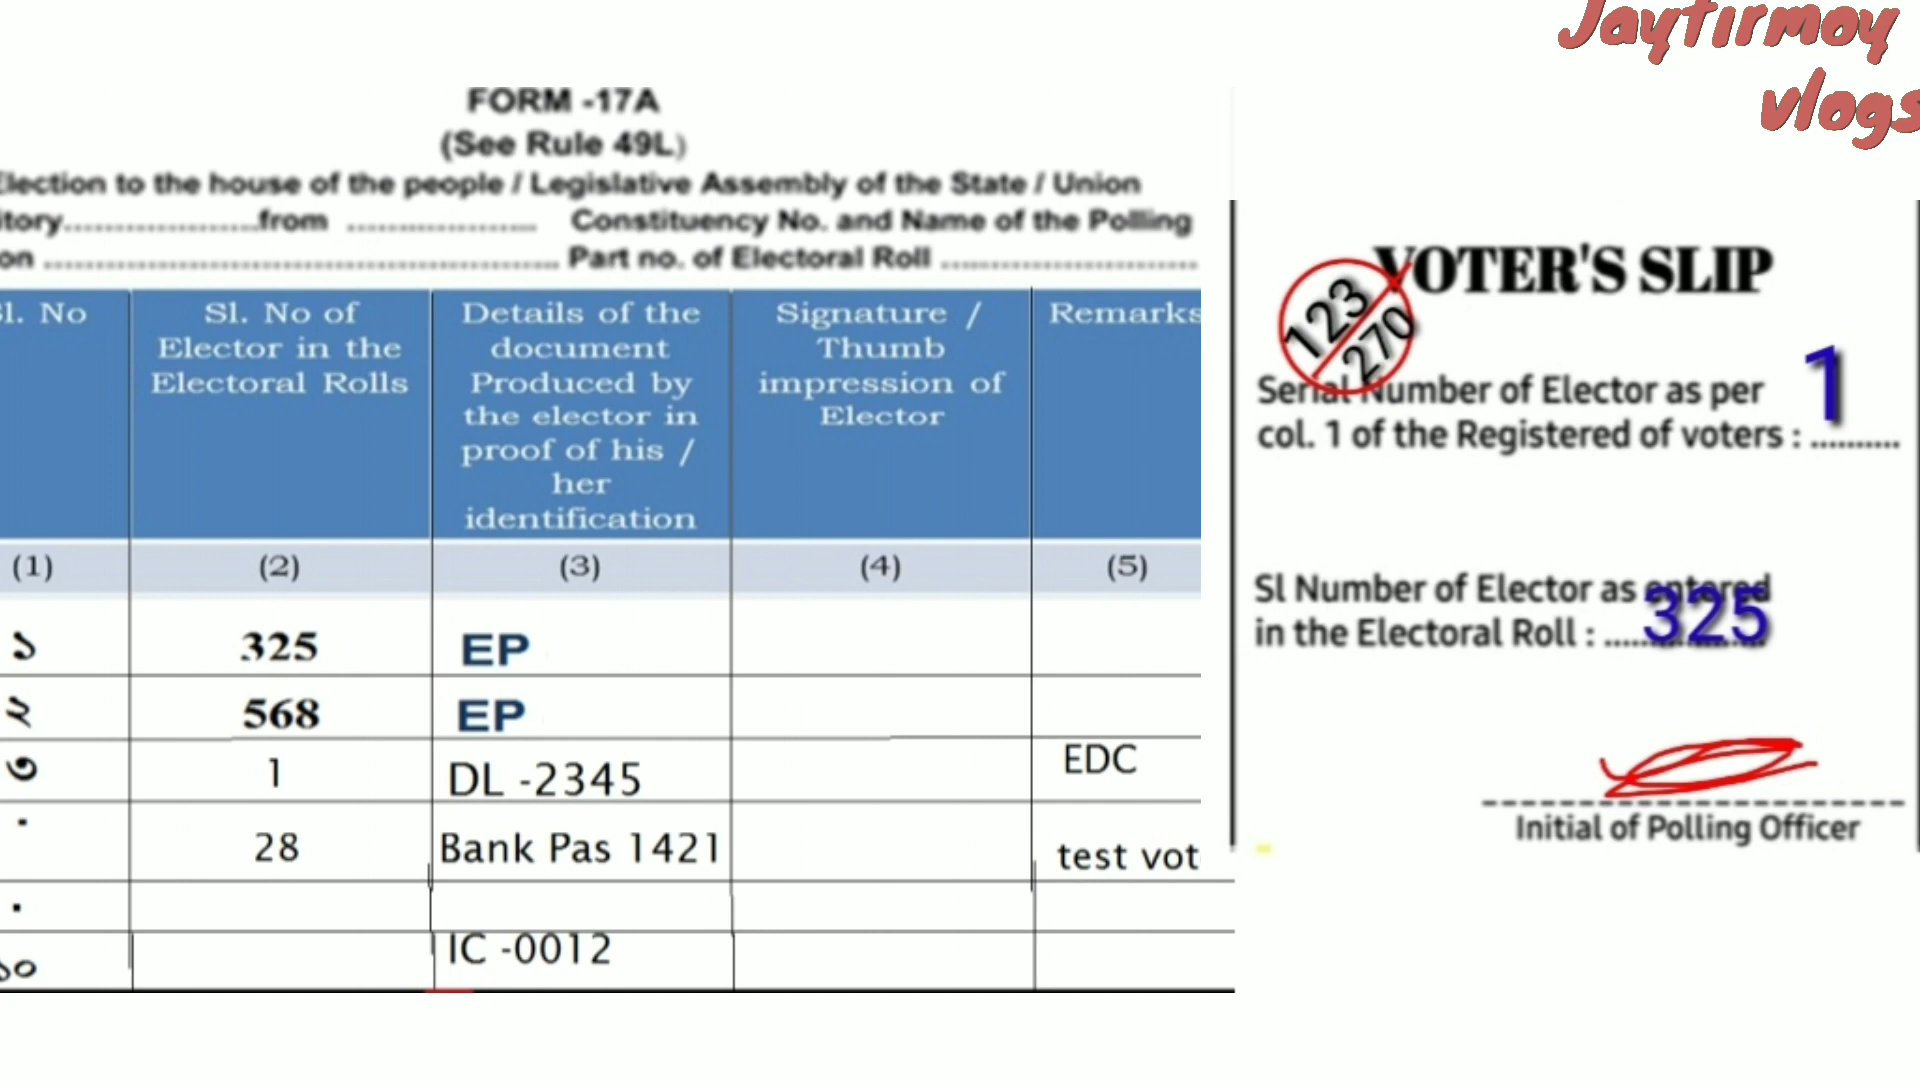 Jaytirmoy
vlogs
FORM -17A
(See Rule 49L)
Election to the house of the people / Legislative Assembly of the State / Union
itory....................from .................... Constituency No. and Name of the Polling
on ...................................................... Part no. of Electoral Roll ...........................
Sl. No
Sl. No of
Elector in the
Electoral Rolls
Details of the
document
Produced by
the elector in
proof of his /
her
identification
Signature /
Thumb
impression of
Elector
Remarks
(1) (2) (3) (4) (5)
১ 325 EP
২ 568 EP
৩ 1 DL -2345 EDC
. 28 Bank Pas 1421 test vot
.
১০ IC -0012
VOTER'S SLIP
123
270
Serial Number of Elector as per
col. 1 of the Registered of voters : .......... 1
Sl Number of Elector as entered
in the Electoral Roll : .................. 325
Initial of Polling Officer